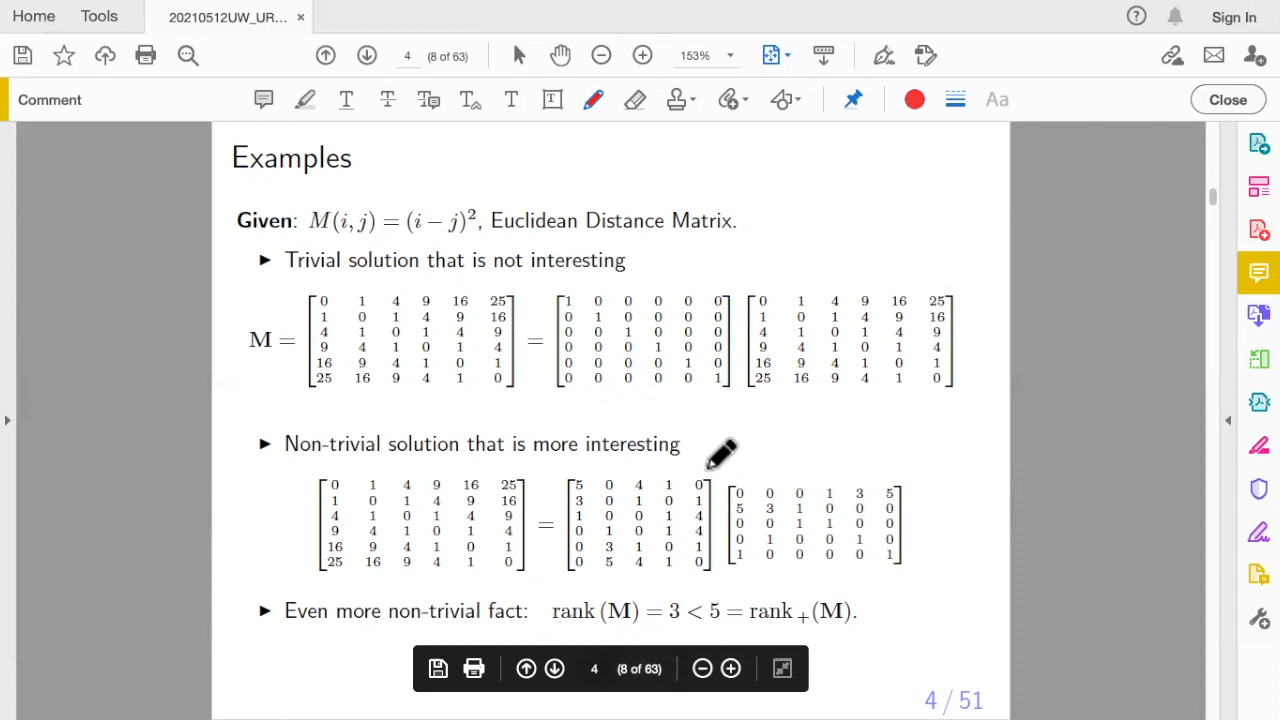 Home Tools 20210512UW_UR... × Sign In
4 (8 of 63) 153%
Comment Aa Close
Examples
Given: M(i, j) = (i − j)², Euclidean Distance Matrix.
► Trivial solution that is not interesting
0 1 4 9 16 25 1 0 0 0 0 0 0 1 4 9 16 25
1 0 1 4 9 16 0 1 0 0 0 0 1 0 1 4 9 16
4 1 0 1 4 9 0 0 1 0 0 0 4 1 0 1 4 9
M = =
9 4 1 0 1 4 0 0 0 1 0 0 9 4 1 0 1 4
16 9 4 1 0 1 0 0 0 0 1 0 16 9 4 1 0 1
25 16 9 4 1 0 0 0 0 0 0 1 25 16 9 4 1 0
► Non-trivial solution that is more interesting
0 1 4 9 16 25 5 0 4 1 0 0 0 0 1 3 5
1 0 1 4 9 16 3 0 1 0 1 5 3 1 0 0 0
4 1 0 1 4 9 1 0 0 1 4 0 0 1 1 0 0
=
9 4 1 0 1 4 0 1 0 1 4 0 1 0 0 1 0
16 9 4 1 0 1 0 3 1 0 1 1 0 0 0 0 1
25 16 9 4 1 0 0 5 4 1 0
► Even more non-trivial fact: rank (M) = 3 < 5 = rank ₊(M).
4 (8 of 63)
4 / 51